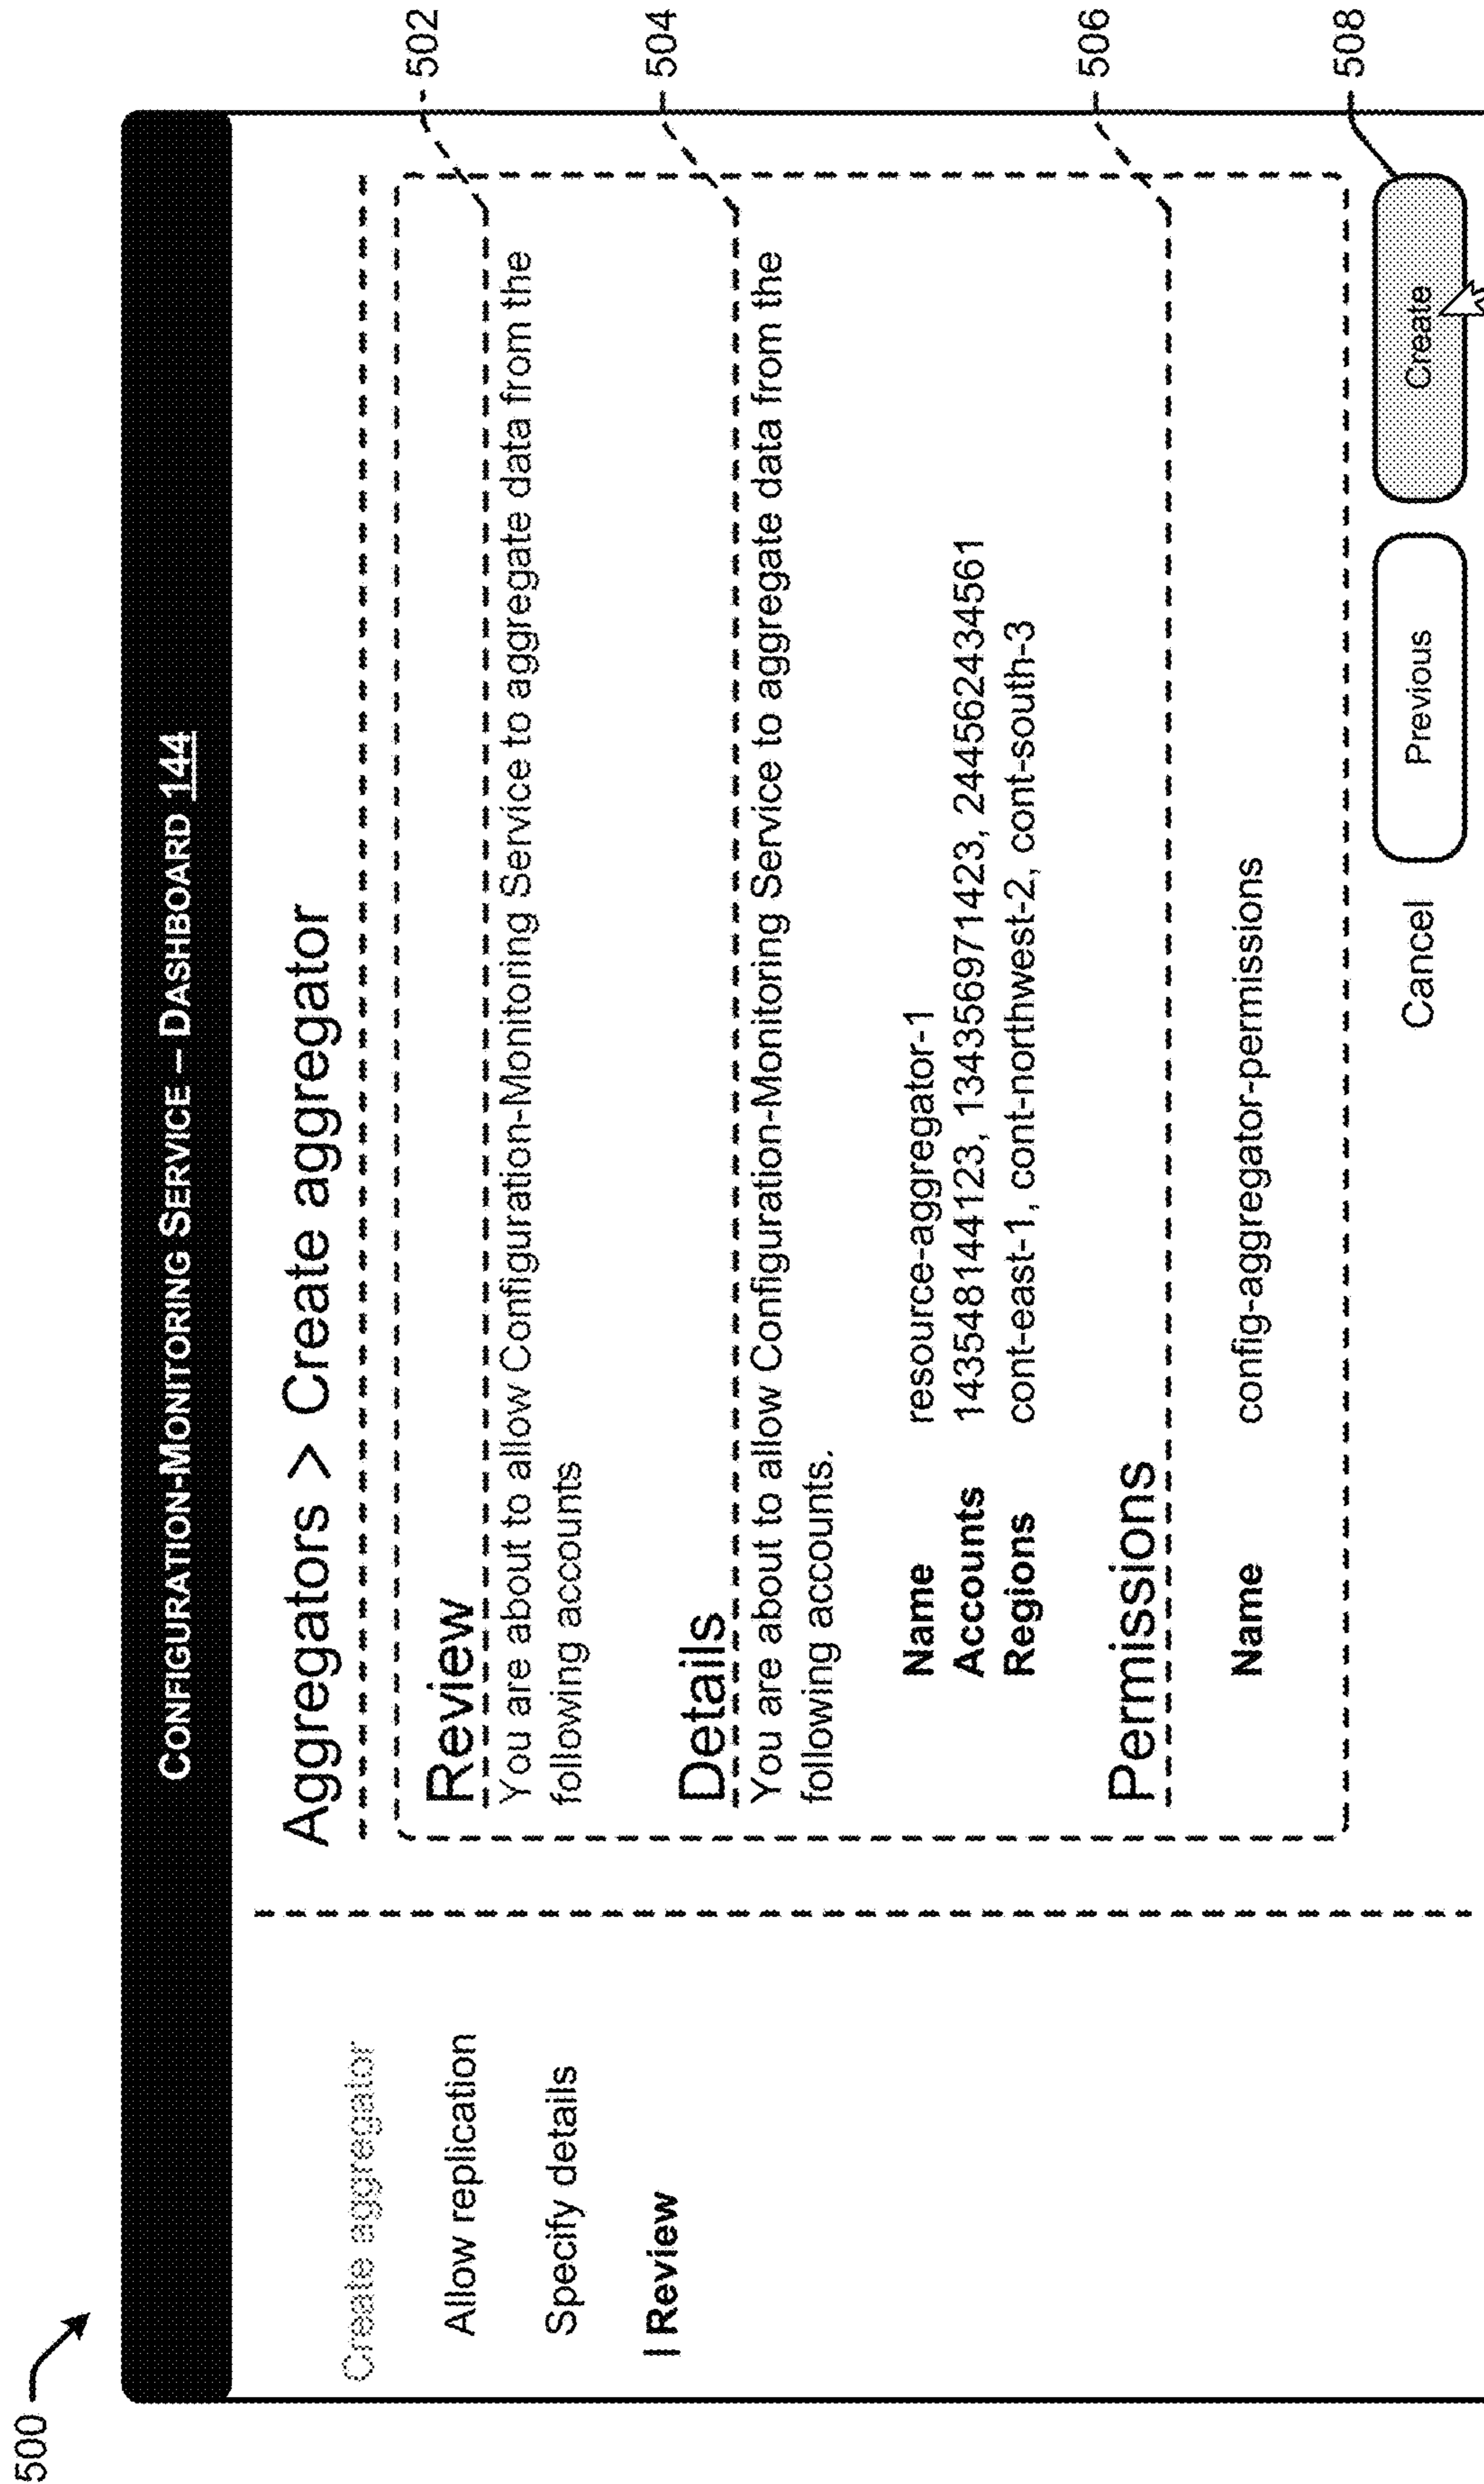 500
CONFIGURATION-MONITORING SERVICE – DASHBOARD 144
Create aggregator
Allow replication
Specify details
Review
Aggregators > Create aggregator
502
Review
You are about to allow Configuration-Monitoring Service to aggregate data from the
following accounts
504
Details
You are about to allow Configuration-Monitoring Service to aggregate data from the
following accounts.
Name resource-aggregator-1
Accounts 143548144123, 134356971423, 244562434561
Regions cont-east-1, cont-northwest-2, cont-south-3
506
Permissions
Name config-aggregator-permissions
508
Cancel Previous Create